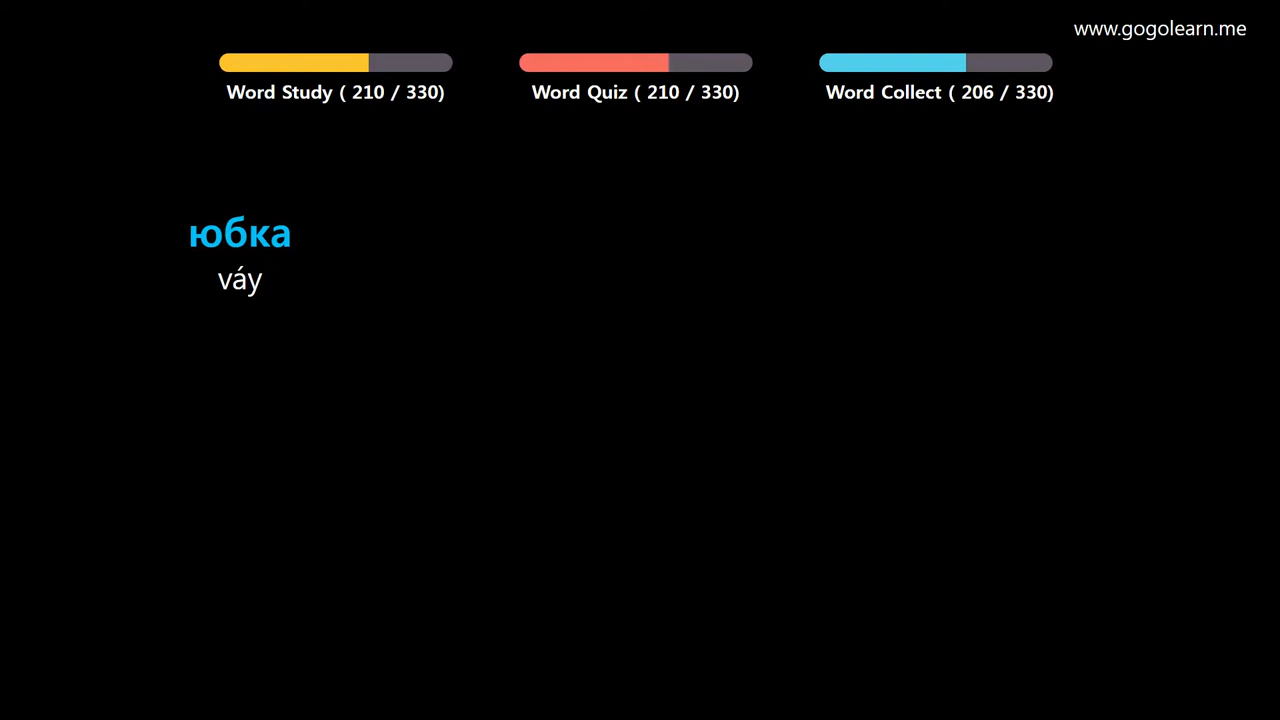 www.gogolearn.me
Word Study ( 210 / 330)
Word Quiz ( 210 / 330)
Word Collect ( 206 / 330)
юбка
váy